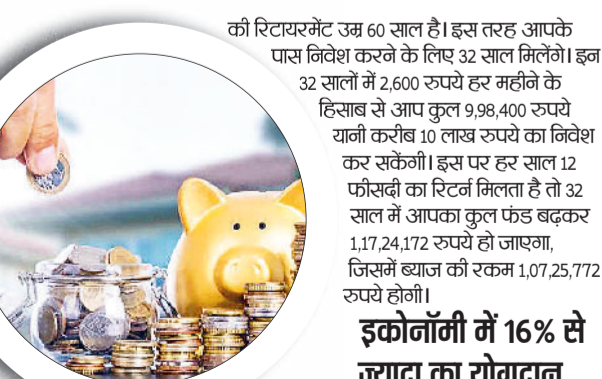 की रिटायरमेंट उम्र 60 साल है। इस तरह आपके
पास निवेश करने के लिए 32 साल मिलेंगे। इन
32 सालों में 2,600 रुपये हर महीने के
हिसाब से आप कुल 9,98,400 रुपये
यानी करीब 10 लाख रुपये का निवेश
कर सकेंगी। इस पर हर साल 12
फीसदी का रिटर्न मिलता है तो 32
साल में आपका कुल फंड बढ़कर
1,17,24,172 रुपये हो जाएगा,
जिसमें ब्याज की रकम 1,07,25,772
रुपये होगी।
इकोनॉमी में 16% से
ज्यादा का योगदान